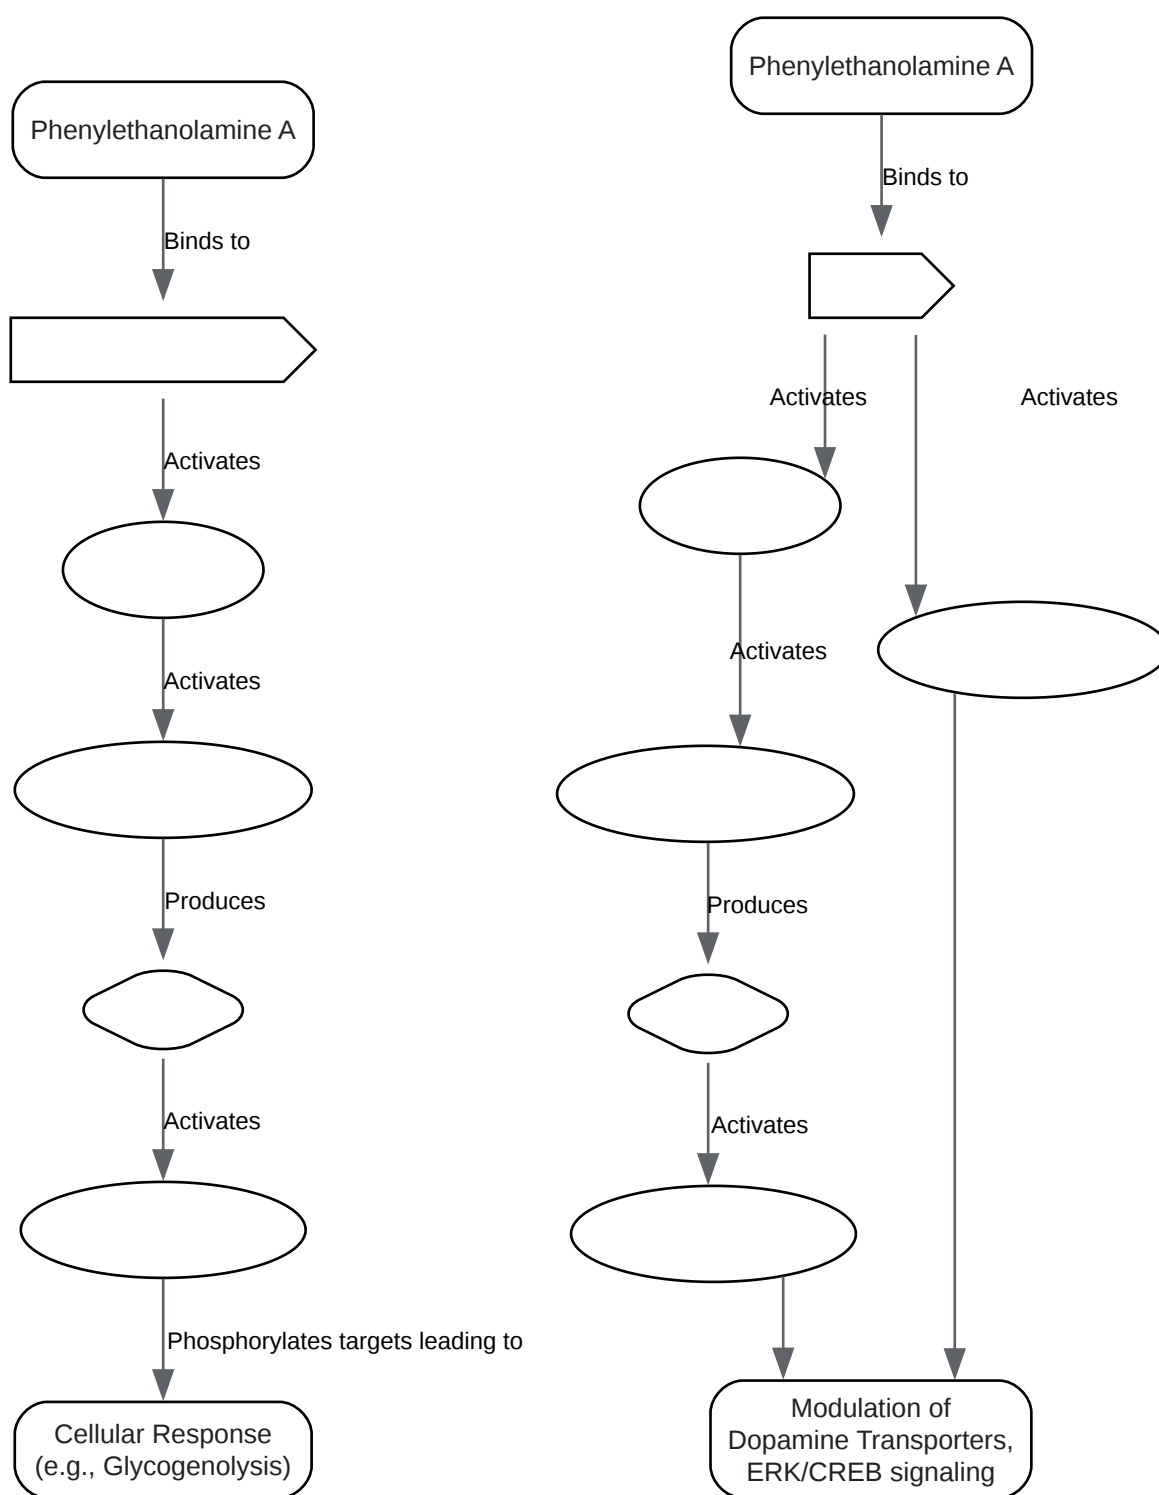 Phenylethanolamine A
Binds to
Activates
Activates
Produces
Activates
Phosphorylates targets leading to
Cellular Response
(e.g., Glycogenolysis)
Phenylethanolamine A
Binds to
Activates
Activates
Activates
Produces
Activates
Modulation of
Dopamine Transporters,
ERK/CREB signaling